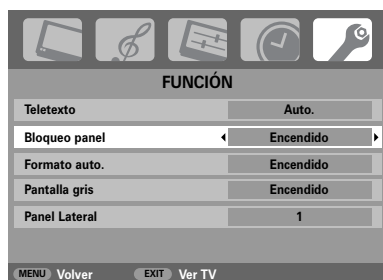 FUNCIÓN
Teletexto Auto.
Bloqueo panel Encendido
Formato auto. Encendido
Pantalla gris Encendido
Panel Lateral 1
MENU Volver EXIT Ver TV